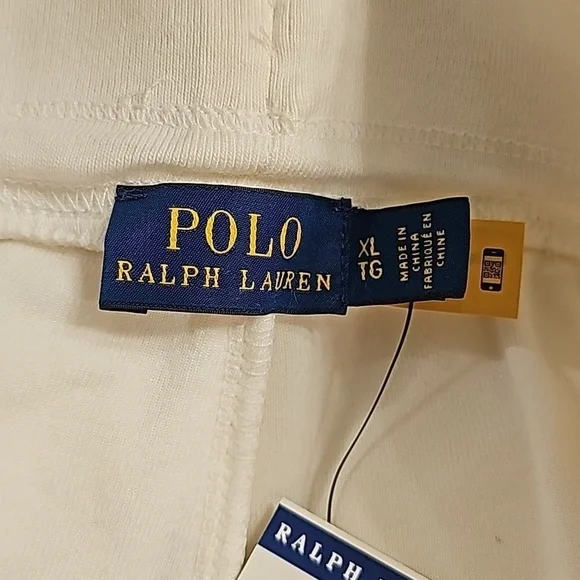 POLO
RALPH LAUREN
XL
TG
MADE IN
CHINA
FABRIQUÉ EN
CHINE
RALPH